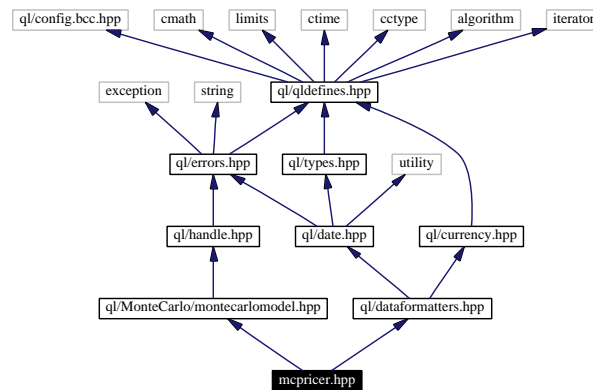 ql/config.bcc.hpp
cmath
limits
ctime
cctype
algorithm
iterator
exception
string
ql/qldefines.hpp
ql/errors.hpp
ql/types.hpp
utility
ql/handle.hpp
ql/date.hpp
ql/currency.hpp
ql/MonteCarlo/montecarlomodel.hpp
ql/dataformatters.hpp
mcpricer.hpp